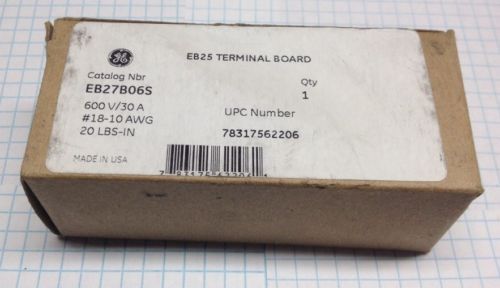 GE
EB25 TERMINAL BOARD
Catalog Nbr
EB27B06S
Qty
1
600 V/30 A
#18-10 AWG
20 LBS-IN
UPC Number
78317562206
MADE IN USA